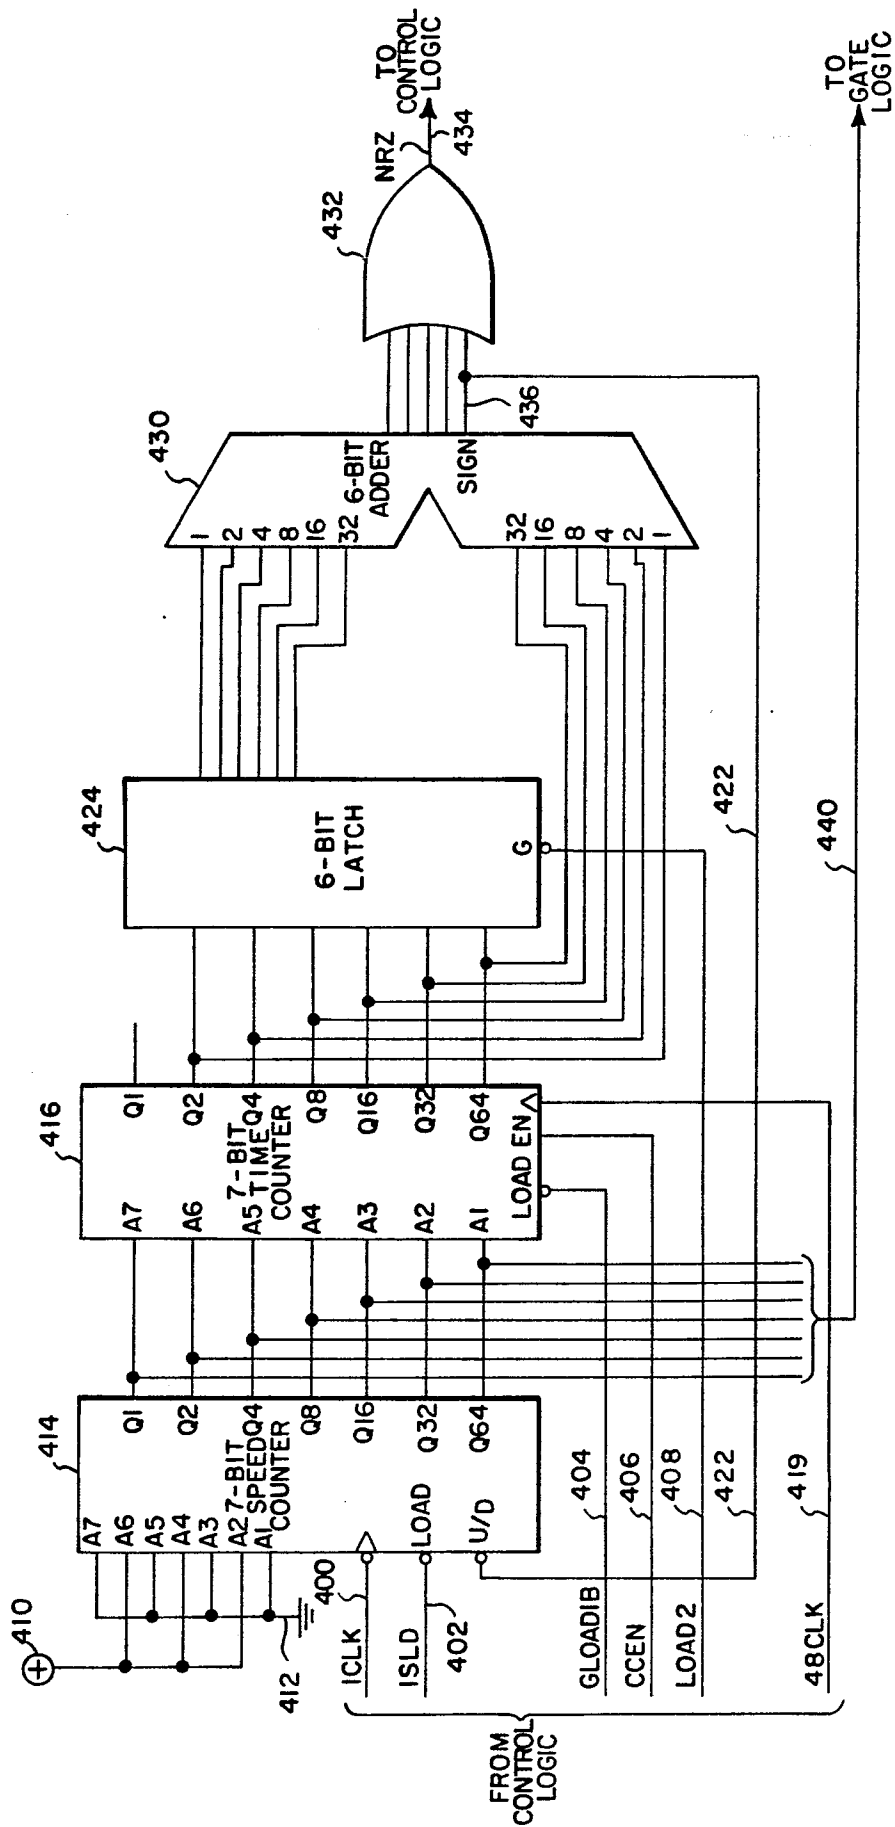 410
412
A7
A6
A5
A4
A3
A2
A1
7-BIT
SPEED
COUNTER
414
Q1
Q2
Q4
Q8
Q16
Q32
Q64
LOAD
U/D
ICLK
400
ISLD
402
GLOAD1B
404
CCEN
406
LOAD2
408
422
48CLK
419
FROM
CONTROL
LOGIC
416
A7
A6
A5
A4
A3
A2
A1
7-BIT
TIME
COUNTER
Q1
Q2
Q4
Q8
Q16
Q32
Q64
LOAD EN
424
6-BIT
LATCH
G
422
440
430
1
2
4
8
16
32
6-BIT
ADDER
SIGN
32
16
8
4
2
1
436
432
NRZ
434
TO
CONTROL
LOGIC
TO
GATE
LOGIC